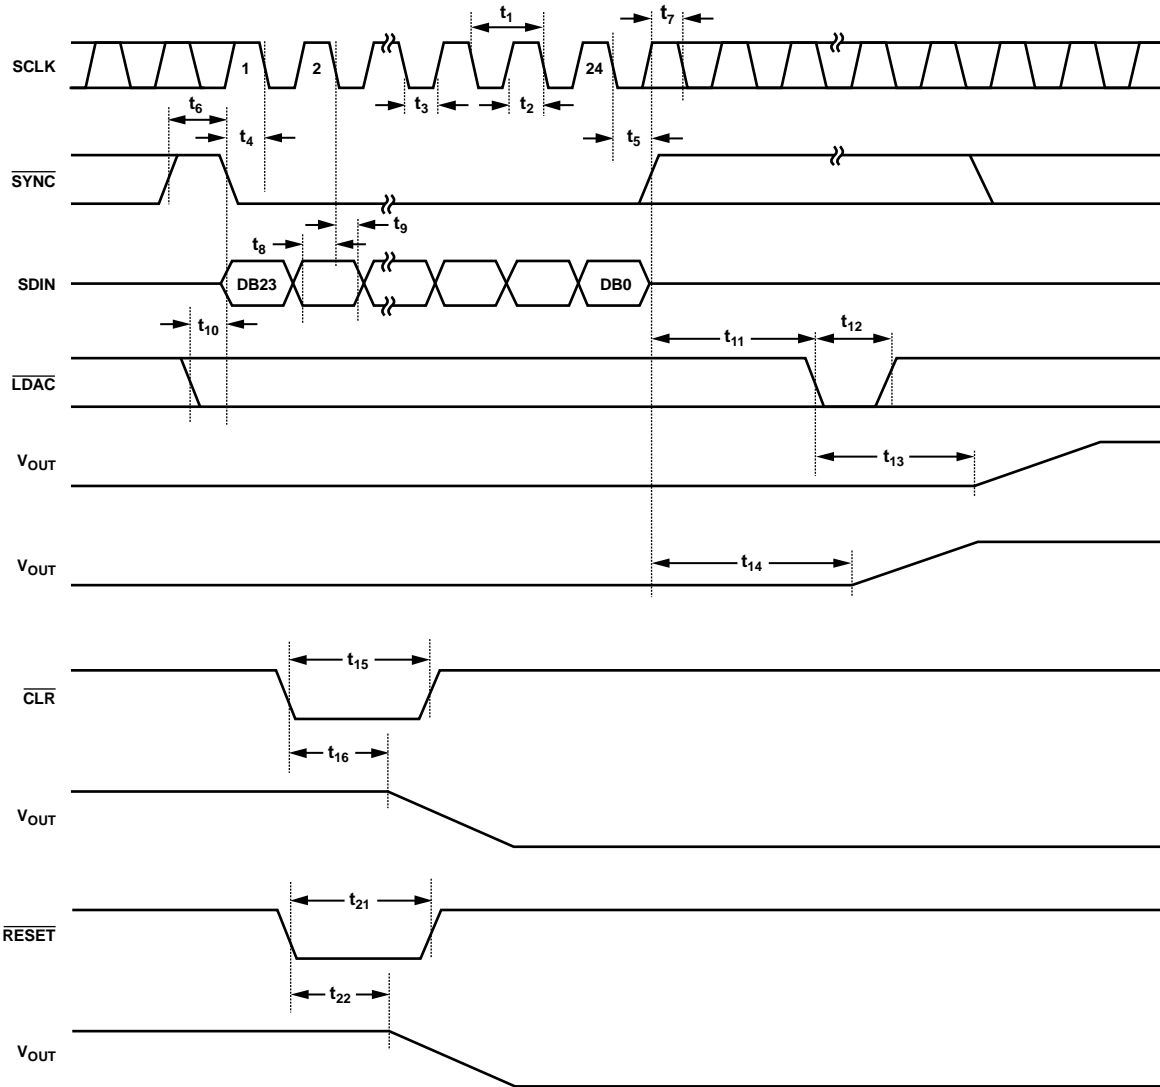 t1
t7
SCLK
1
2
24
t3
t2
t6
t4
t5
SYNC
t9
t8
SDIN
DB23
DB0
t10
t11
t12
LDAC
VOUT
t13
VOUT
t14
t15
CLR
t16
VOUT
t21
RESET
t22
VOUT